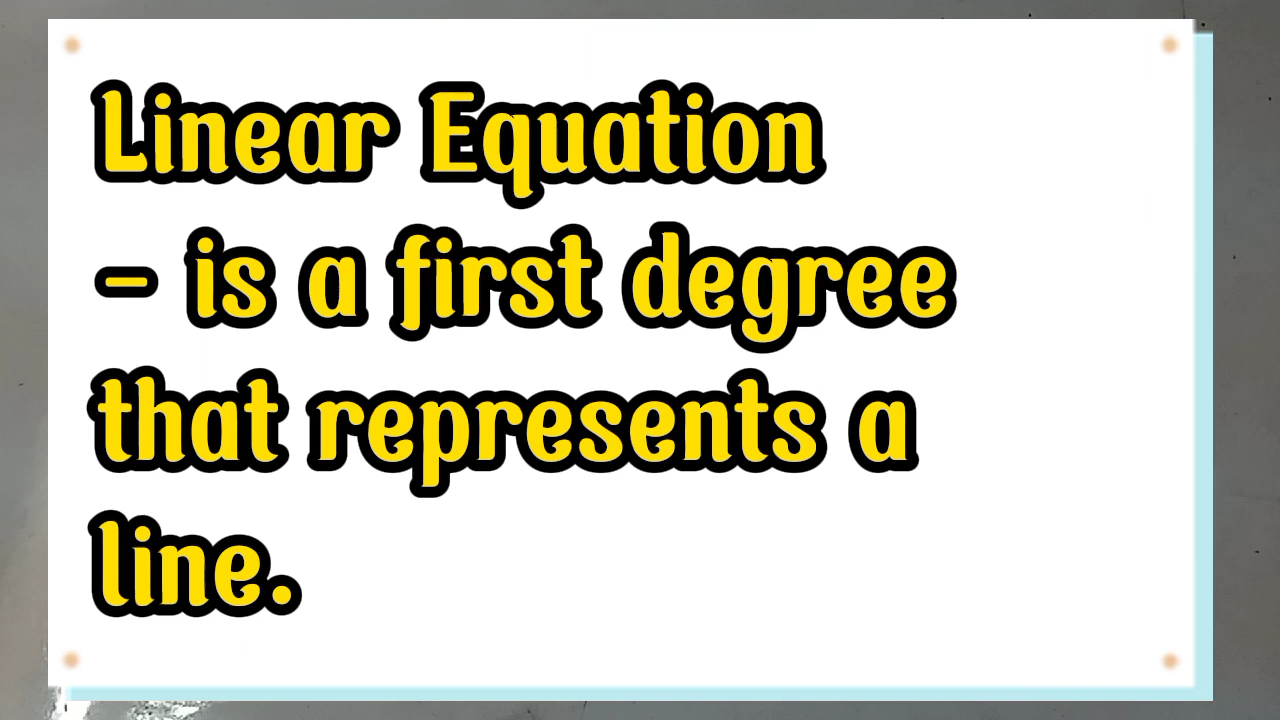 Linear Equation
- is a first degree
that represents a
line.